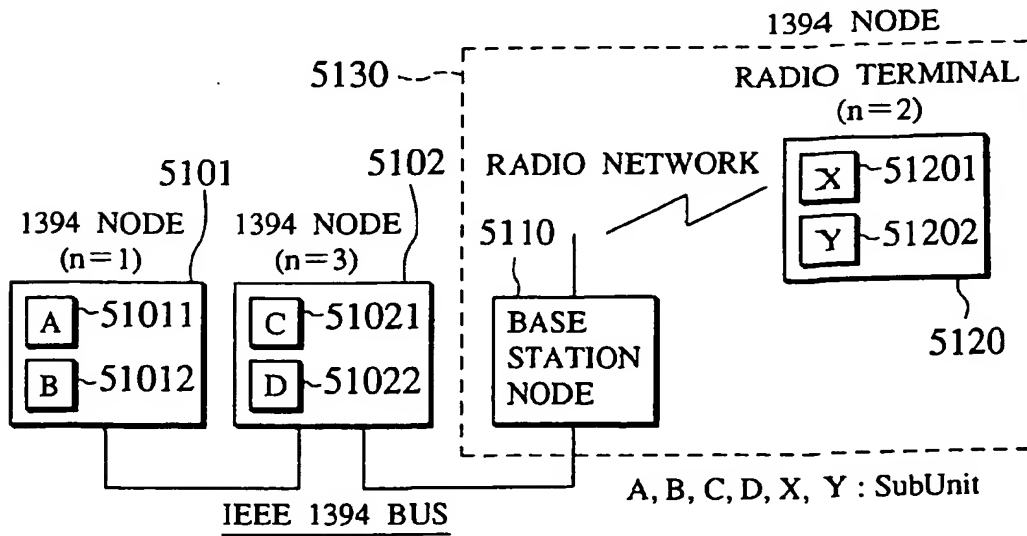 1394 NODE
5130
RADIO TERMINAL
(n=2)
X 51201
Y 51202
5120
RADIO NETWORK
5110
BASE
STATION
NODE
5101
1394 NODE
(n=1)
A 51011
B 51012
5102
1394 NODE
(n=3)
C 51021
D 51022
IEEE 1394 BUS
A, B, C, D, X, Y : SubUnit